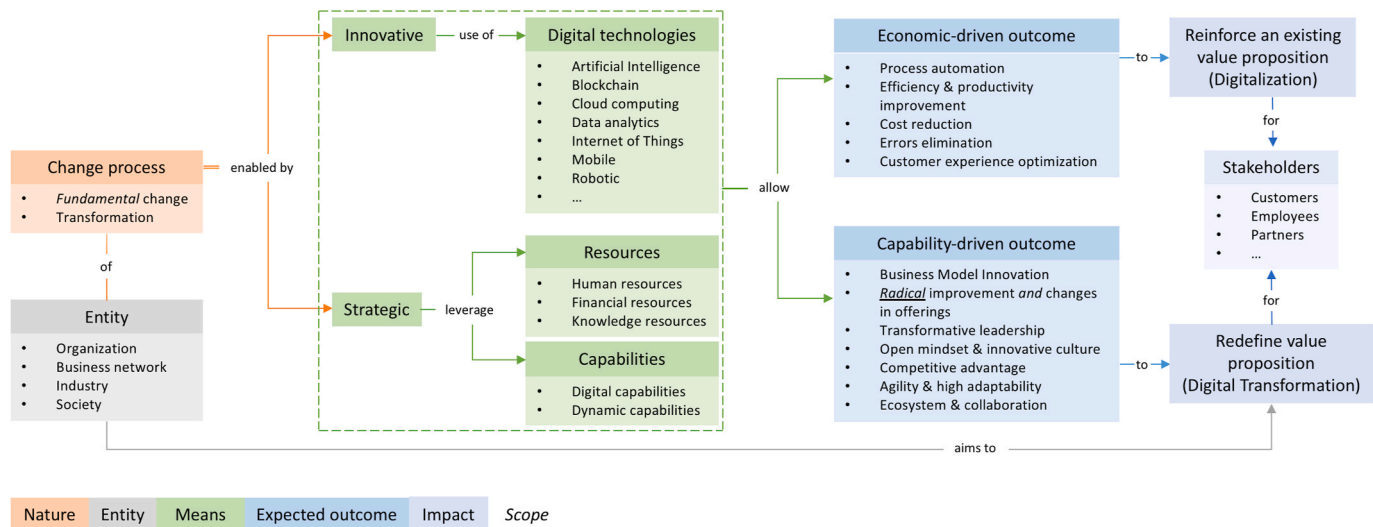 Change process
• Fundamental change
• Transformation
of
Entity
• Organization
• Business network
• Industry
• Society
enabled by
Innovative
use of
Digital technologies
• Artificial Intelligence
• Blockchain
• Cloud computing
• Data analytics
• Internet of Things
• Mobile
• Robotic
• ...
Strategic
leverage
Resources
• Human resources
• Financial resources
• Knowledge resources
Capabilities
• Digital capabilities
• Dynamic capabilities
allow
Economic-driven outcome
• Process automation
• Efficiency & productivity
improvement
• Cost reduction
• Errors elimination
• Customer experience optimization
to
Reinforce an existing
value proposition
(Digitalization)
for
Stakeholders
• Customers
• Employees
• Partners
• ...
Capability-driven outcome
• Business Model Innovation
• Radical improvement and changes
in offerings
• Transformative leadership
• Open mindset & innovative culture
• Competitive advantage
• Agility & high adaptability
• Ecosystem & collaboration
to
for
Redefine value
proposition
(Digital Transformation)
aims to
Nature Entity Means Expected outcome Impact Scope